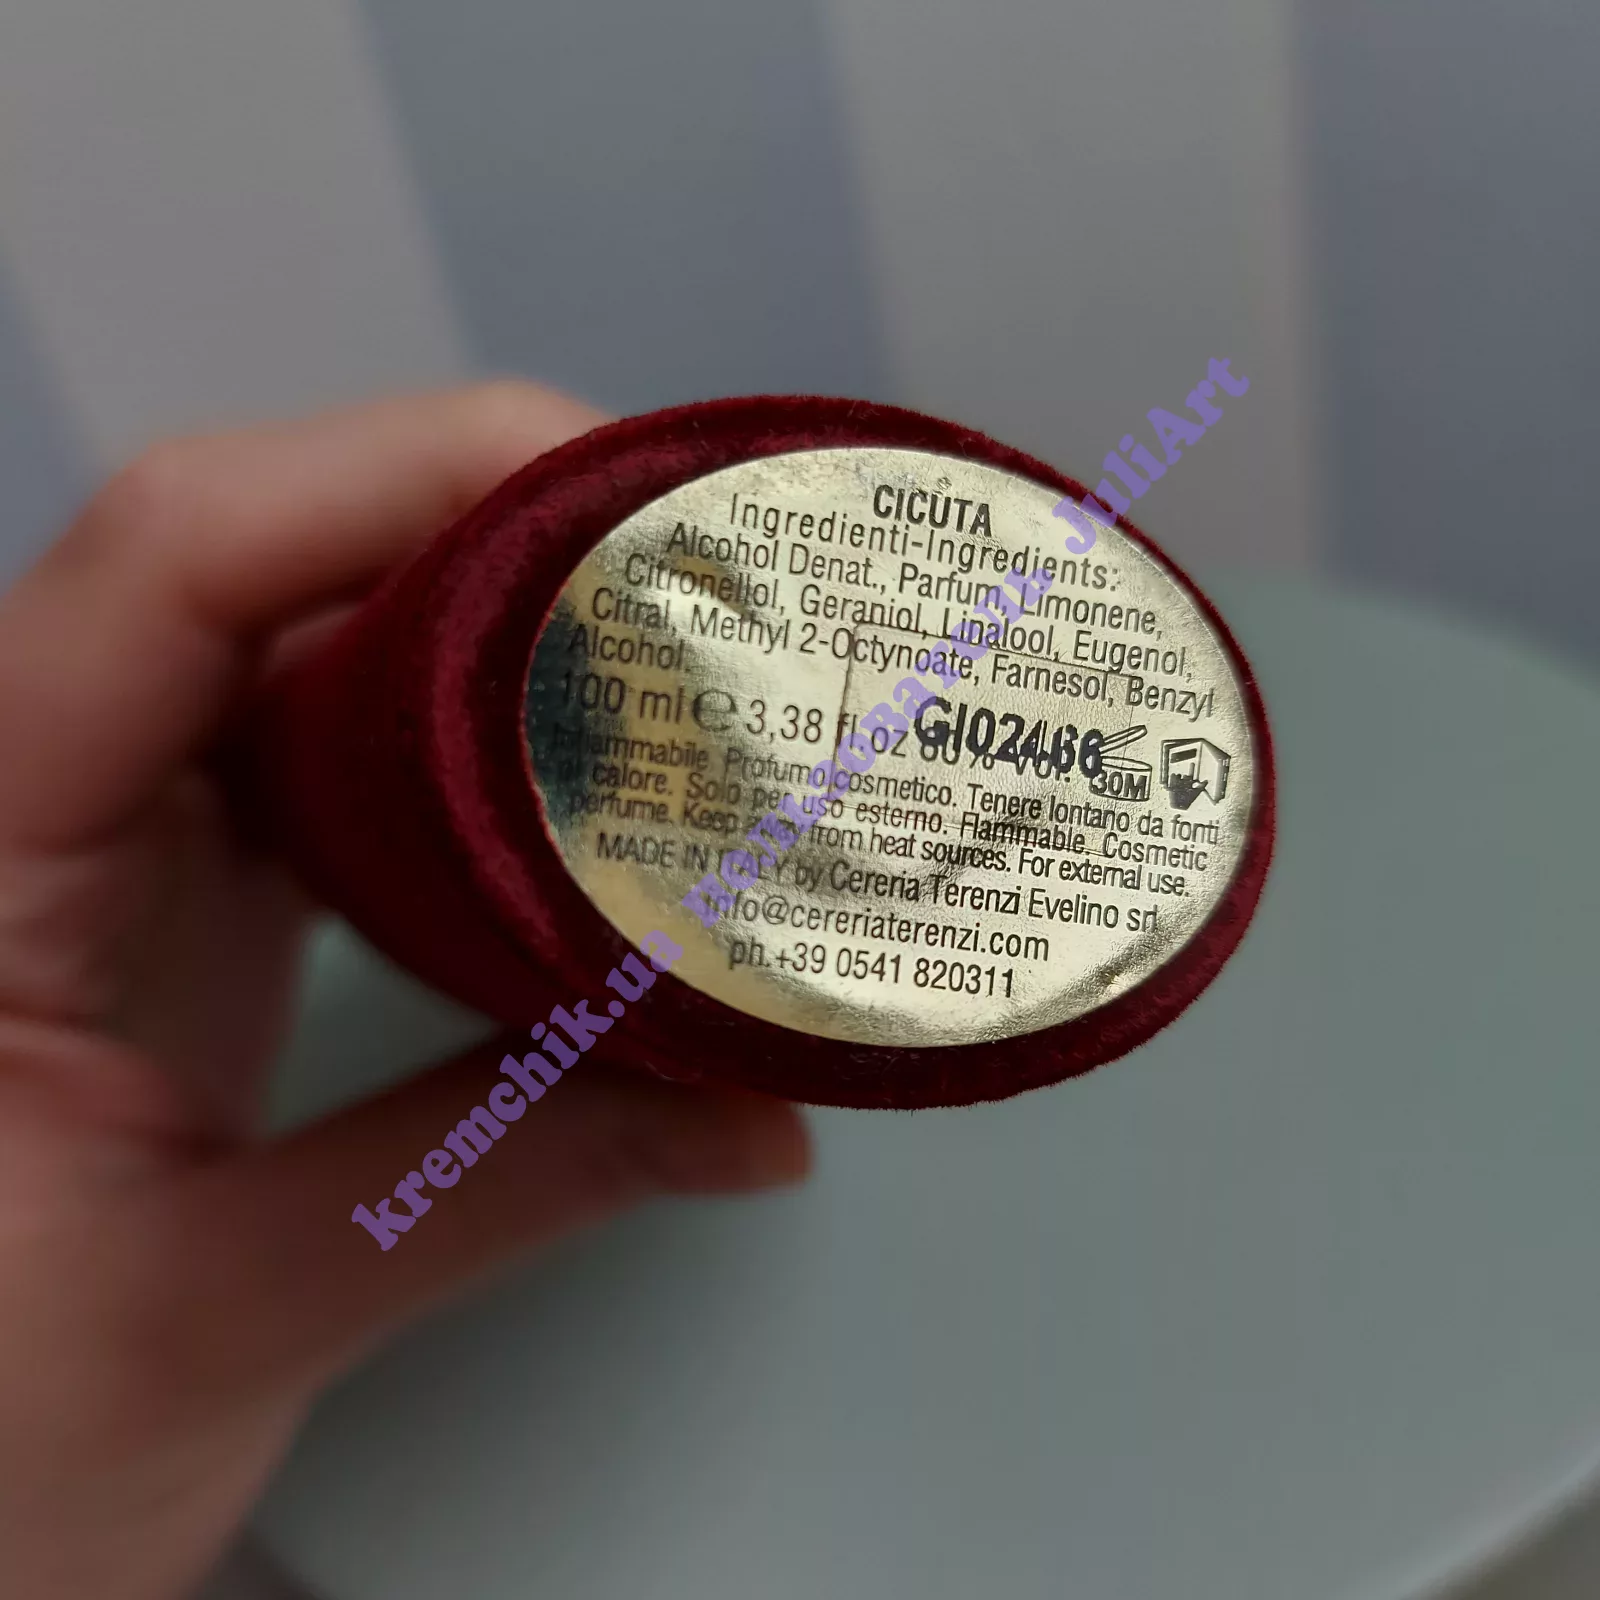 CICUTA
Ingredienti-Ingredients:
Alcohol Denat., Parfum, Limonene,
Citronellol, Geraniol, Linalool, Eugenol,
Citral, Methyl 2-Octynoate, Farnesol, Benzyl
Alcohol.
100 ml ℮ 3,38 fl oz 80% Vol.
GI02466
30M
Infiammabile. Profumo cosmetico. Tenere lontano da fonti
di calore. Solo per uso esterno. Flammable. Cosmetic
perfume. Keep away from heat sources. For external use.
MADE IN ITALY by Cereria Terenzi Evelino srl
info@cereriaterenzi.com
ph.+39 0541 820311
kremchik.ua пользователь JuliArt